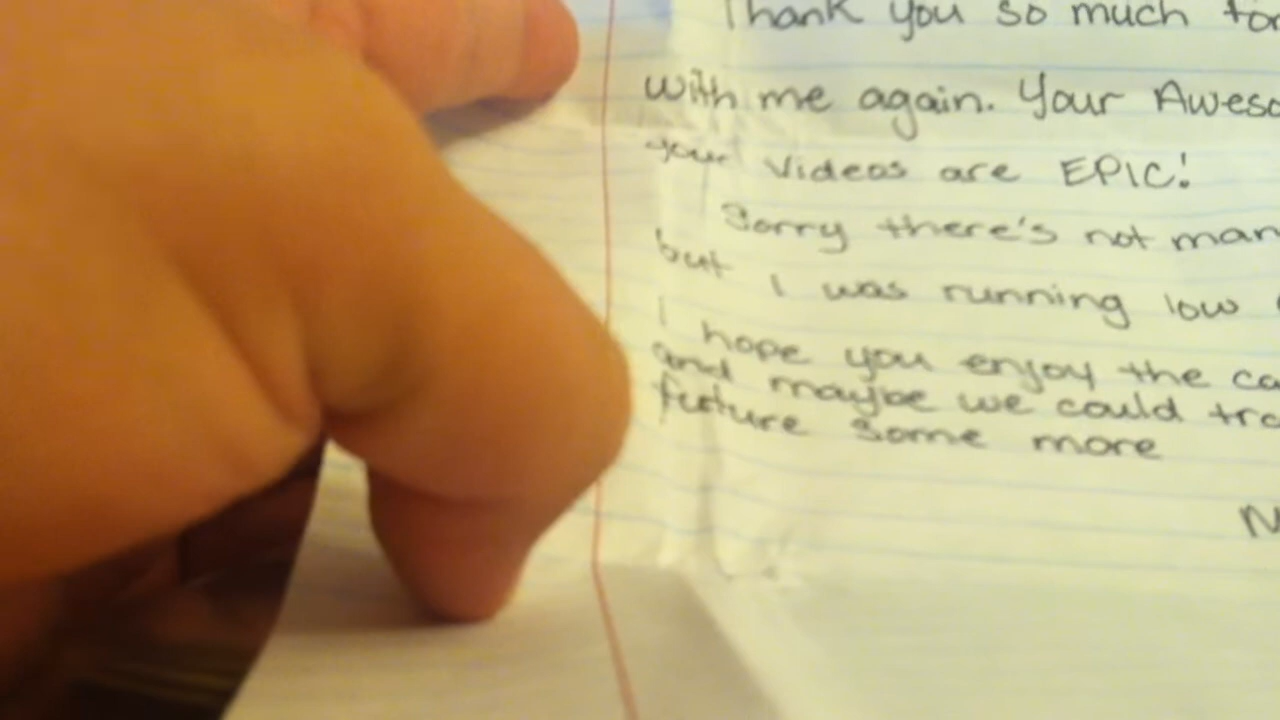 Thank you so much for
with me again. Your Aweso
your videos are EPIC!
Sorry there's not man
but I was running low
I hope you enjoy the ca
and maybe we could tra
future some more
N